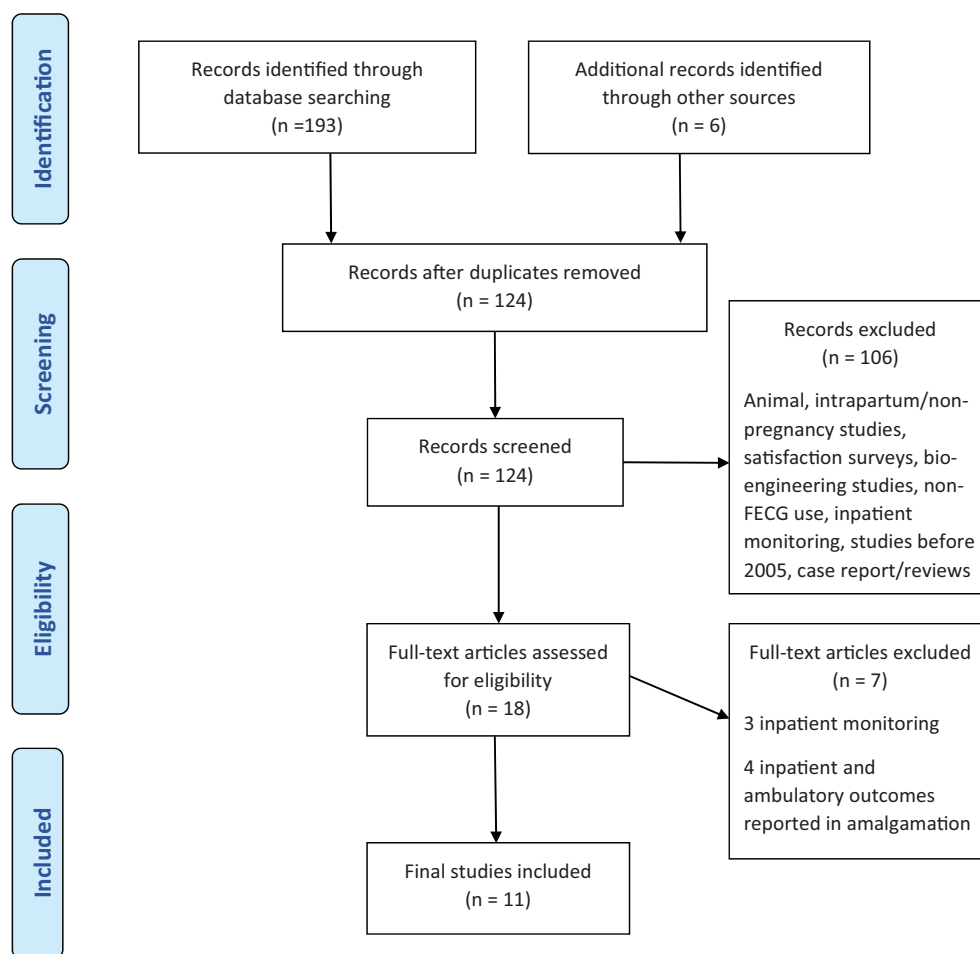 Identification
Records identified through
database searching
(n =193)
Additional records identified
through other sources
(n = 6)
Screening
Records after duplicates removed
(n = 124)
Records screened
(n = 124)
Records excluded
(n = 106)
Animal, intrapartum/non-
pregnancy studies,
satisfaction surveys, bio-
engineering studies, non-
FECG use, inpatient
monitoring, studies before
2005, case report/reviews
Eligibility
Full-text articles assessed
for eligibility
(n = 18)
Full-text articles excluded
(n = 7)
3 inpatient monitoring
4 inpatient and
ambulatory outcomes
reported in amalgamation
Included
Final studies included
(n = 11)